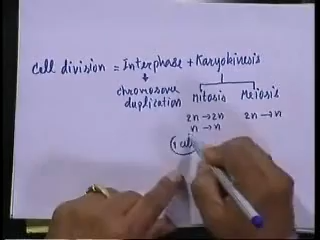 Cell division = Interphase + Karyokinesis
chromosome
duplication
Mitosis Meiosis
2n → 2n 2n → n
n → n